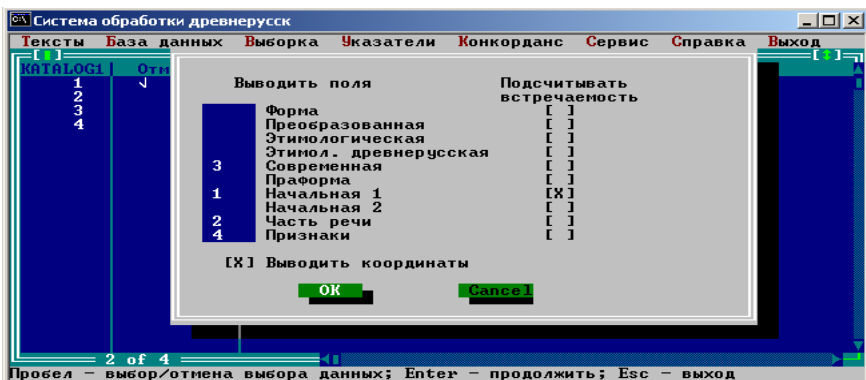 Система обработки древнерусск
Тексты База данных Выборка Указатели Конкорданс Сервис Справка Выход
KATALOG1 Отм
1 √
2
3
4
Выводить поля Подсчитывать
встречаемость
Форма [ ]
Преобразованная [ ]
Этимологическая [ ]
Этимол. древнерусская [ ]
3 Современная [ ]
Праформа [ ]
1 Начальная 1 [X]
Начальная 2 [ ]
2 Часть речи [ ]
4 Признаки [ ]
[X] Выводить координаты
OK Cancel
2 of 4
Пробел – выбор/отмена выбора данных; Enter – продолжить; Esc – выход